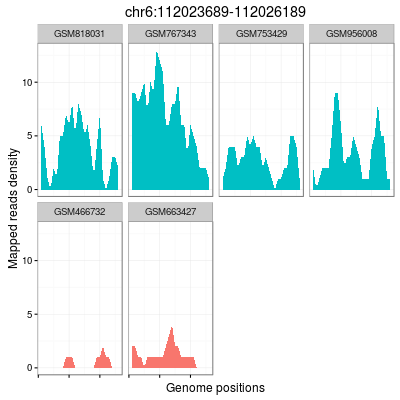 chr6:112023689-112026189
GSM818031 GSM767343 GSM753429 GSM956008
10
5
0
GSM466732 GSM663427
10
5
0
Mapped reads density
Genome positions